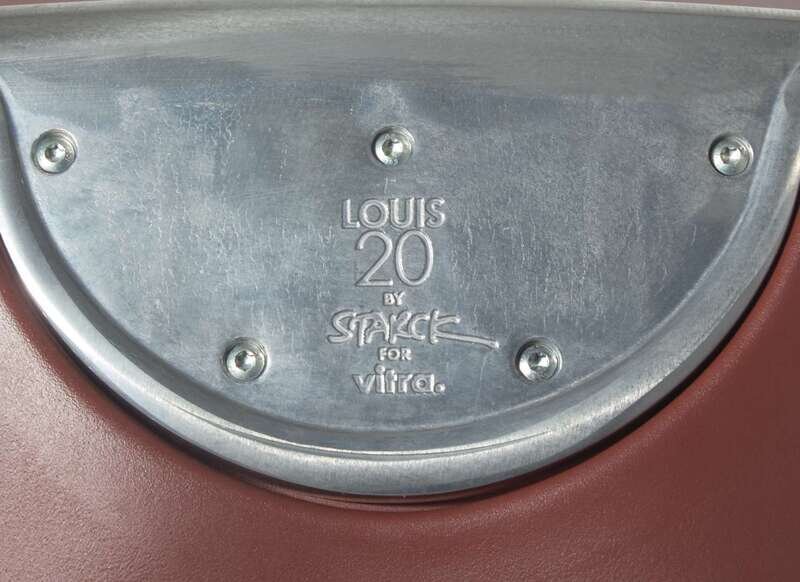 LOUIS
20
BY
STARCK
FOR
vitra.